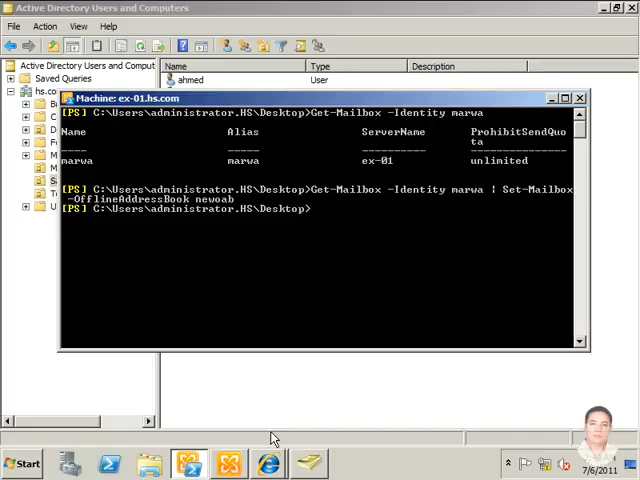 Active Directory Users and Computers
File Action View Help
Active Directory Users and Comput
Saved Queries
hs.co
Name Type Description
ahmed User
Machine: ex-01.hs.com
[PS] C:\Users\administrator.HS\Desktop>Get-Mailbox -Identity marwa
Name Alias ServerName ProhibitSendQuo
ta
---- ----- ---------- ---------------
marwa marwa ex-01 unlimited
[PS] C:\Users\administrator.HS\Desktop>Get-Mailbox -Identity marwa | Set-Mailbox
-OfflineAddressBook newoab
[PS] C:\Users\administrator.HS\Desktop>
Start
7/6/2011